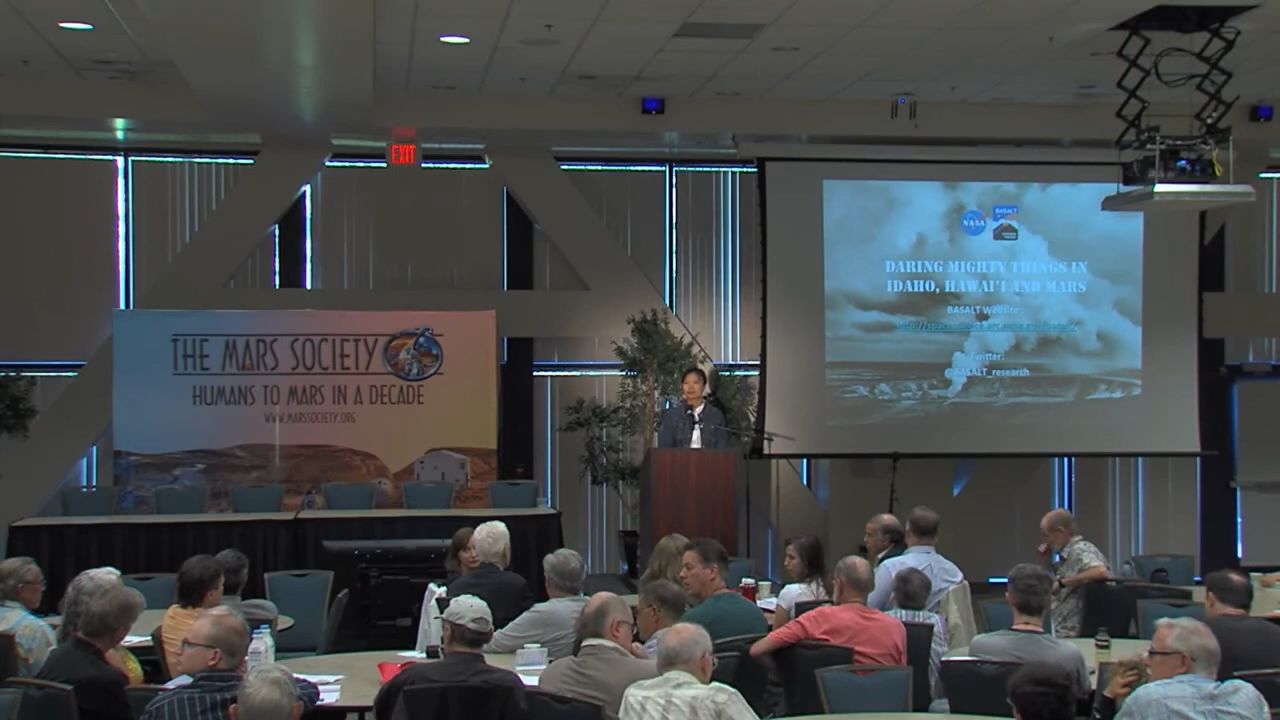 EXIT
THE MARS SOCIETY
HUMANS TO MARS IN A DECADE
WWW.MARSSOCIETY.ORG
NASA
BASALT
DARING MIGHTY THINGS IN
IDAHO, HAWAI'I AND MARS
BASALT Website:
Twitter:
@BASALT_research